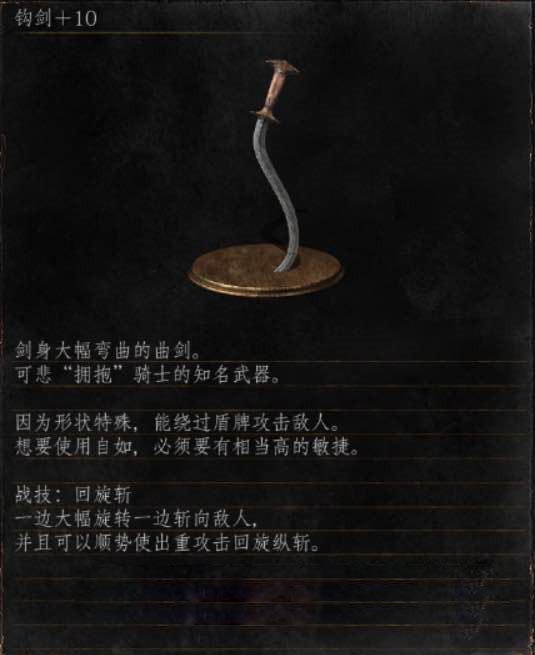 钩剑+10
剑身大幅弯曲的曲剑。
可悲“拥抱”骑士的知名武器。
因为形状特殊，能绕过盾牌攻击敌人。
想要使用自如，必须要有相当高的敏捷。
战技：回旋斩
一边大幅旋转一边斩向敌人，
并且可以顺势使出重攻击回旋纵斩。